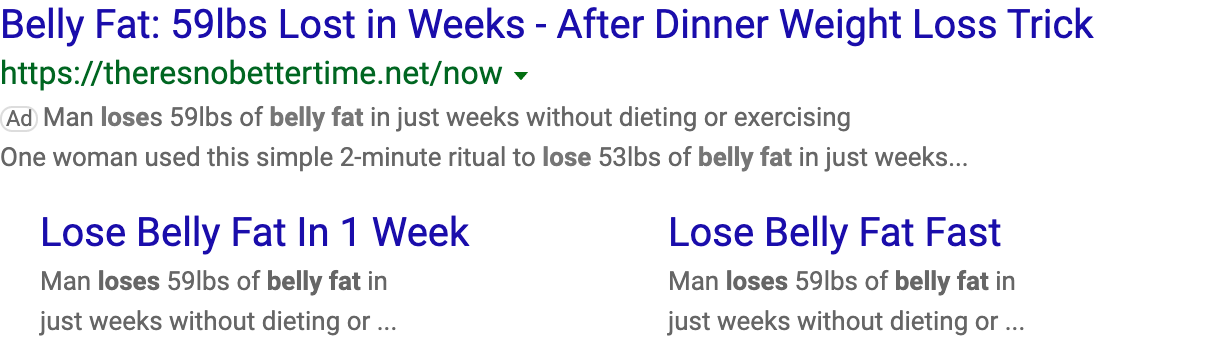 Belly Fat: 59lbs Lost in Weeks - After Dinner Weight Loss Trick
https://theresnobettertime.net/now
Ad Man loses 59lbs of belly fat in just weeks without dieting or exercising
One woman used this simple 2-minute ritual to lose 53lbs of belly fat in just weeks...
Lose Belly Fat In 1 Week
Man loses 59lbs of belly fat in
just weeks without dieting or ...
Lose Belly Fat Fast
Man loses 59lbs of belly fat in
just weeks without dieting or ...